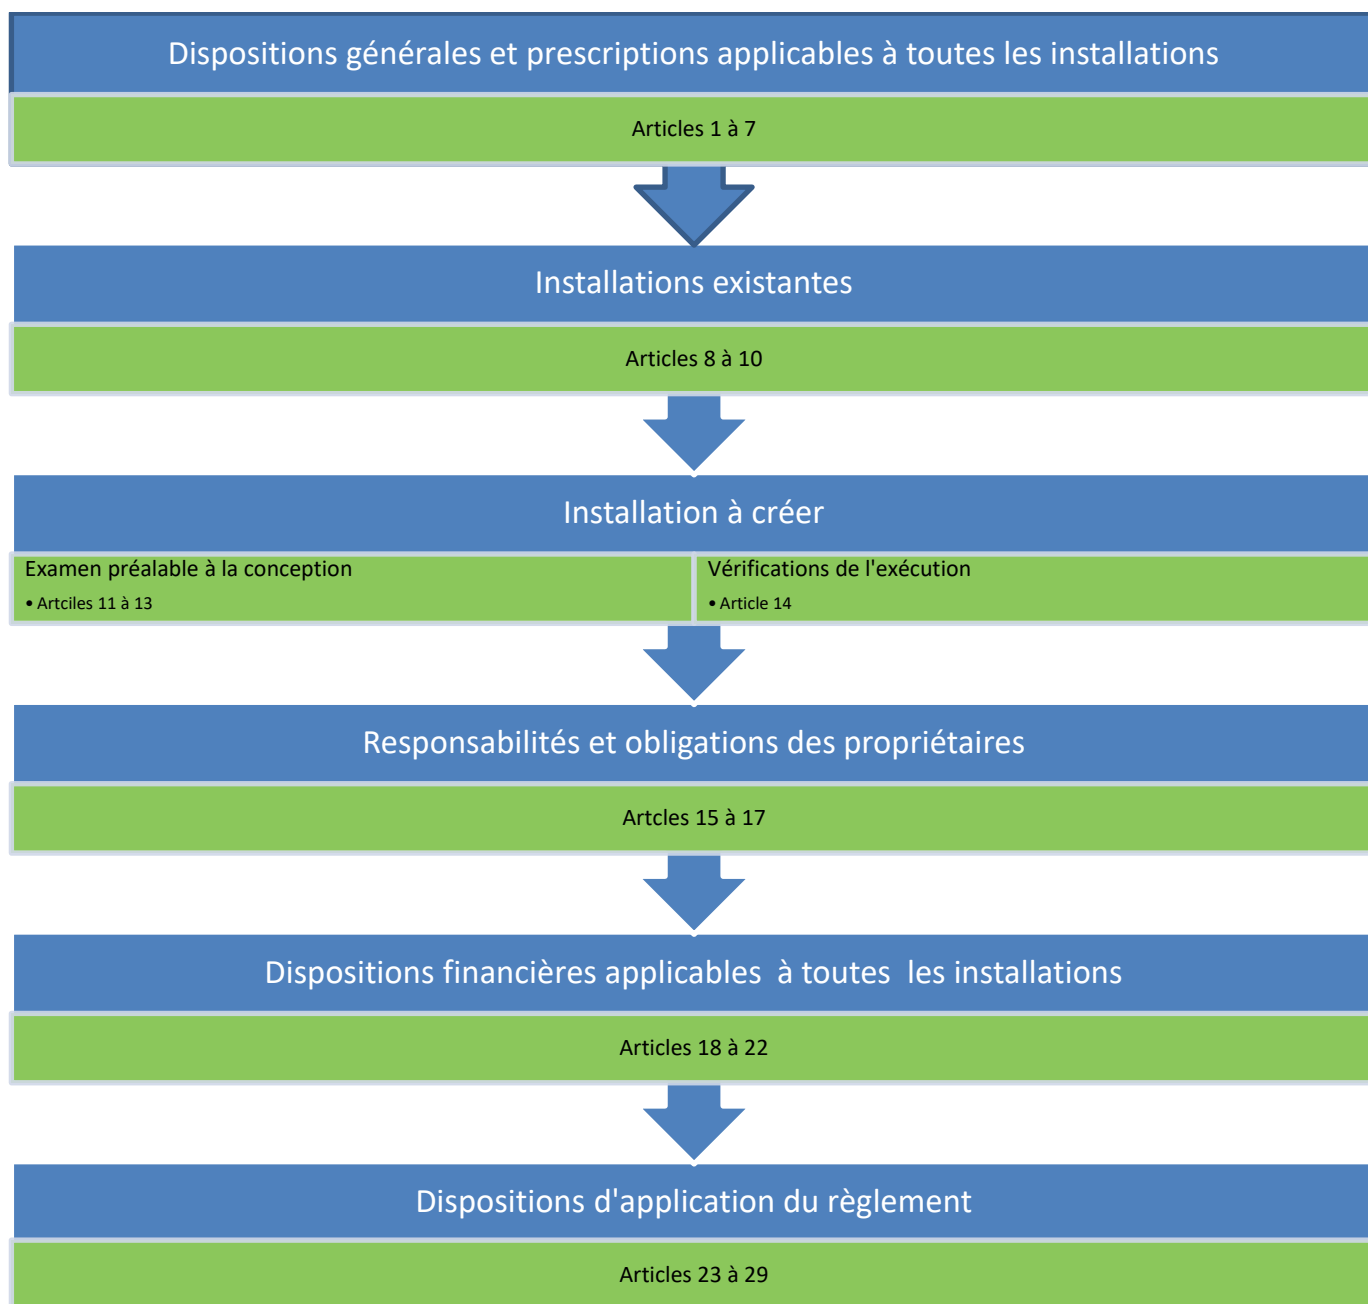 Dispositions générales et prescriptions applicables à toutes les installations
Articles 1 à 7
Installations existantes
Articles 8 à 10
Installation à créer
Examen préalable à la conception
• Artciles 11 à 13
Vérifications de l'exécution
• Article 14
Responsabilités et obligations des propriétaires
Artcles 15 à 17
Dispositions financières applicables  à toutes  les installations
Articles 18 à 22
Dispositions d'application du règlement
Articles 23 à 29